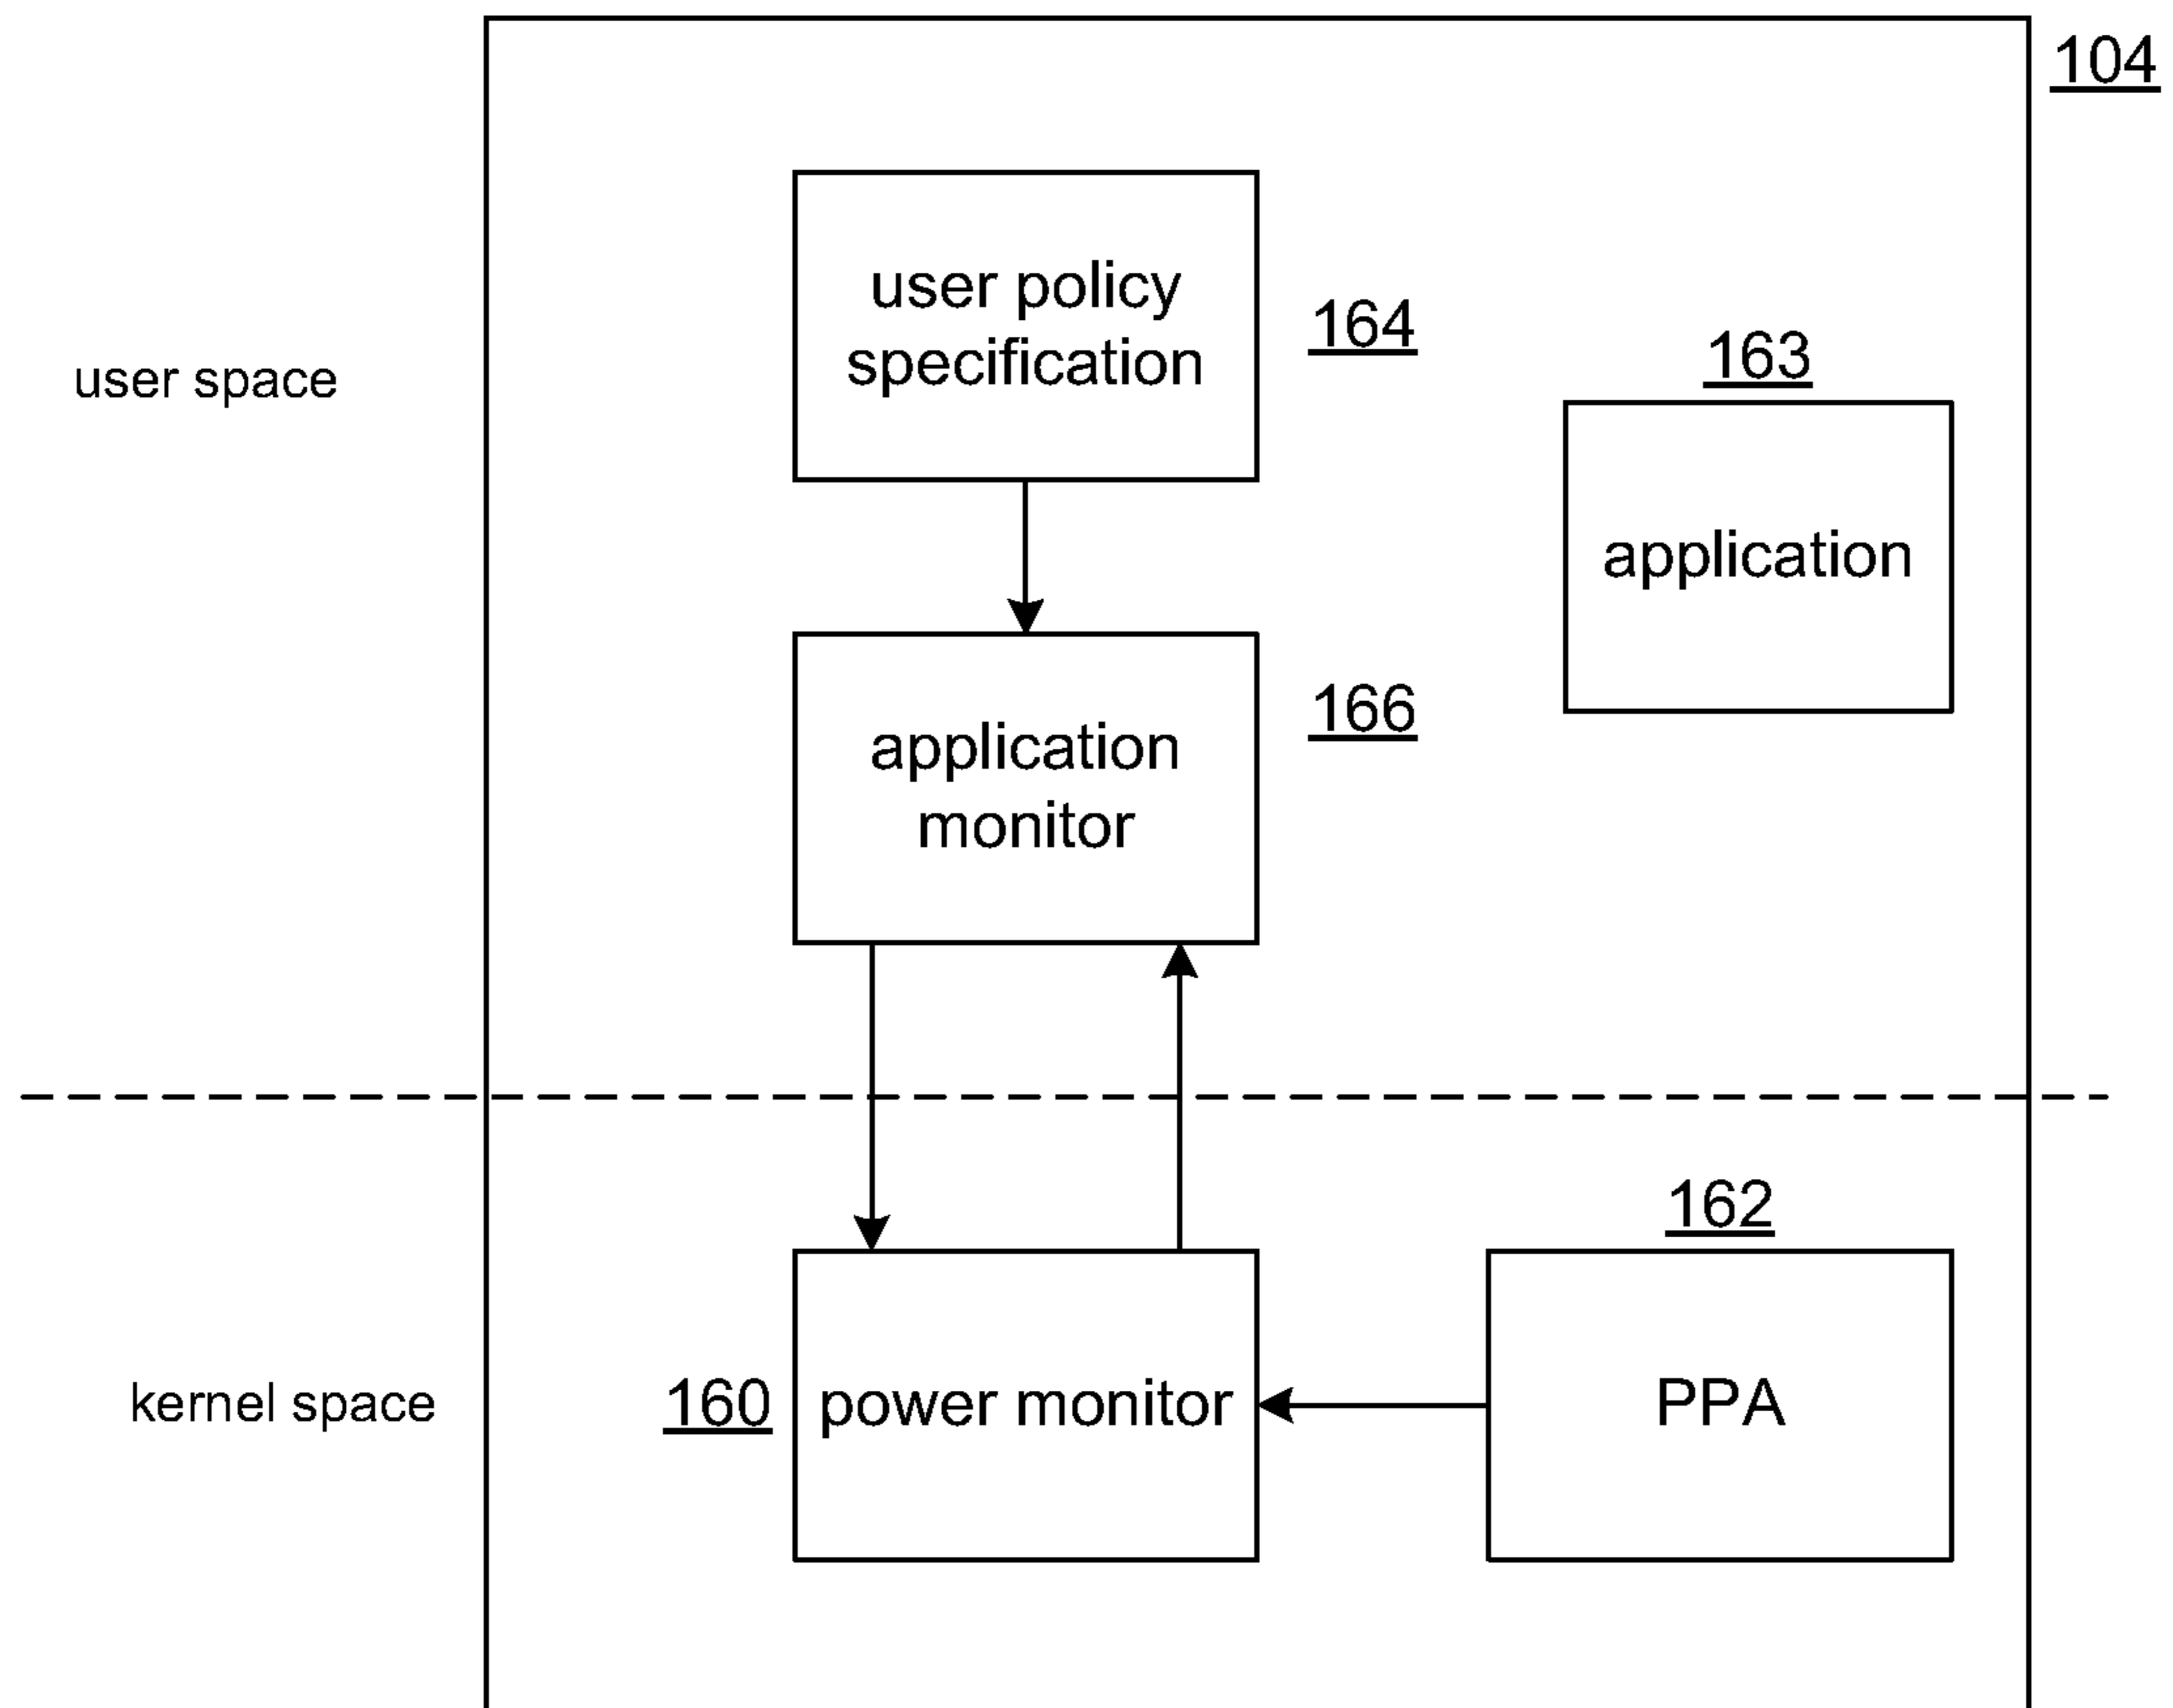 104
user policy
specification
164
163
user space
application
166
application
monitor
162
kernel space
160
power monitor
PPA